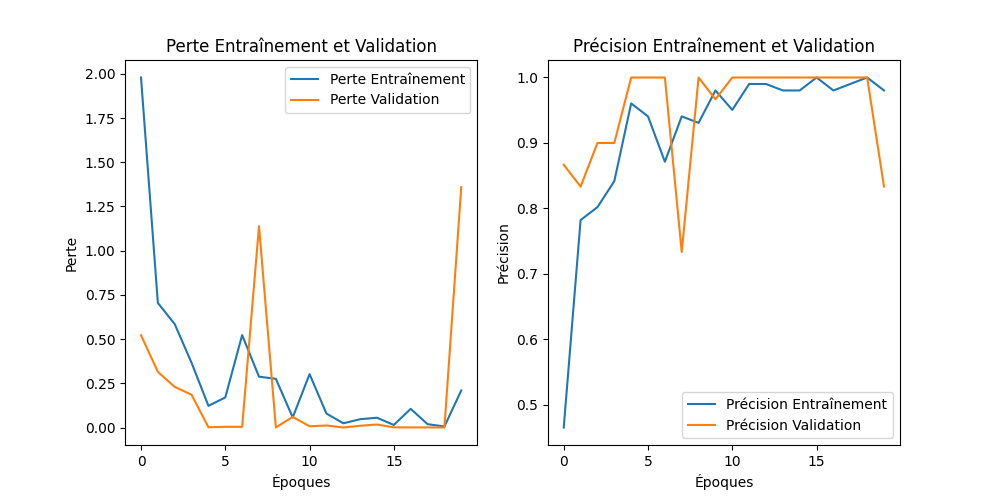 Perte Entraînement et Validation
2.00
1.75
1.50
1.25
1.00
0.75
0.50
0.25
0.00
Perte
Perte Entraînement
Perte Validation
0
5
10
15
Époques
Précision Entraînement et Validation
1.0
0.9
0.8
0.7
0.6
0.5
Précision
Précision Entraînement
Précision Validation
0
5
10
15
Époques